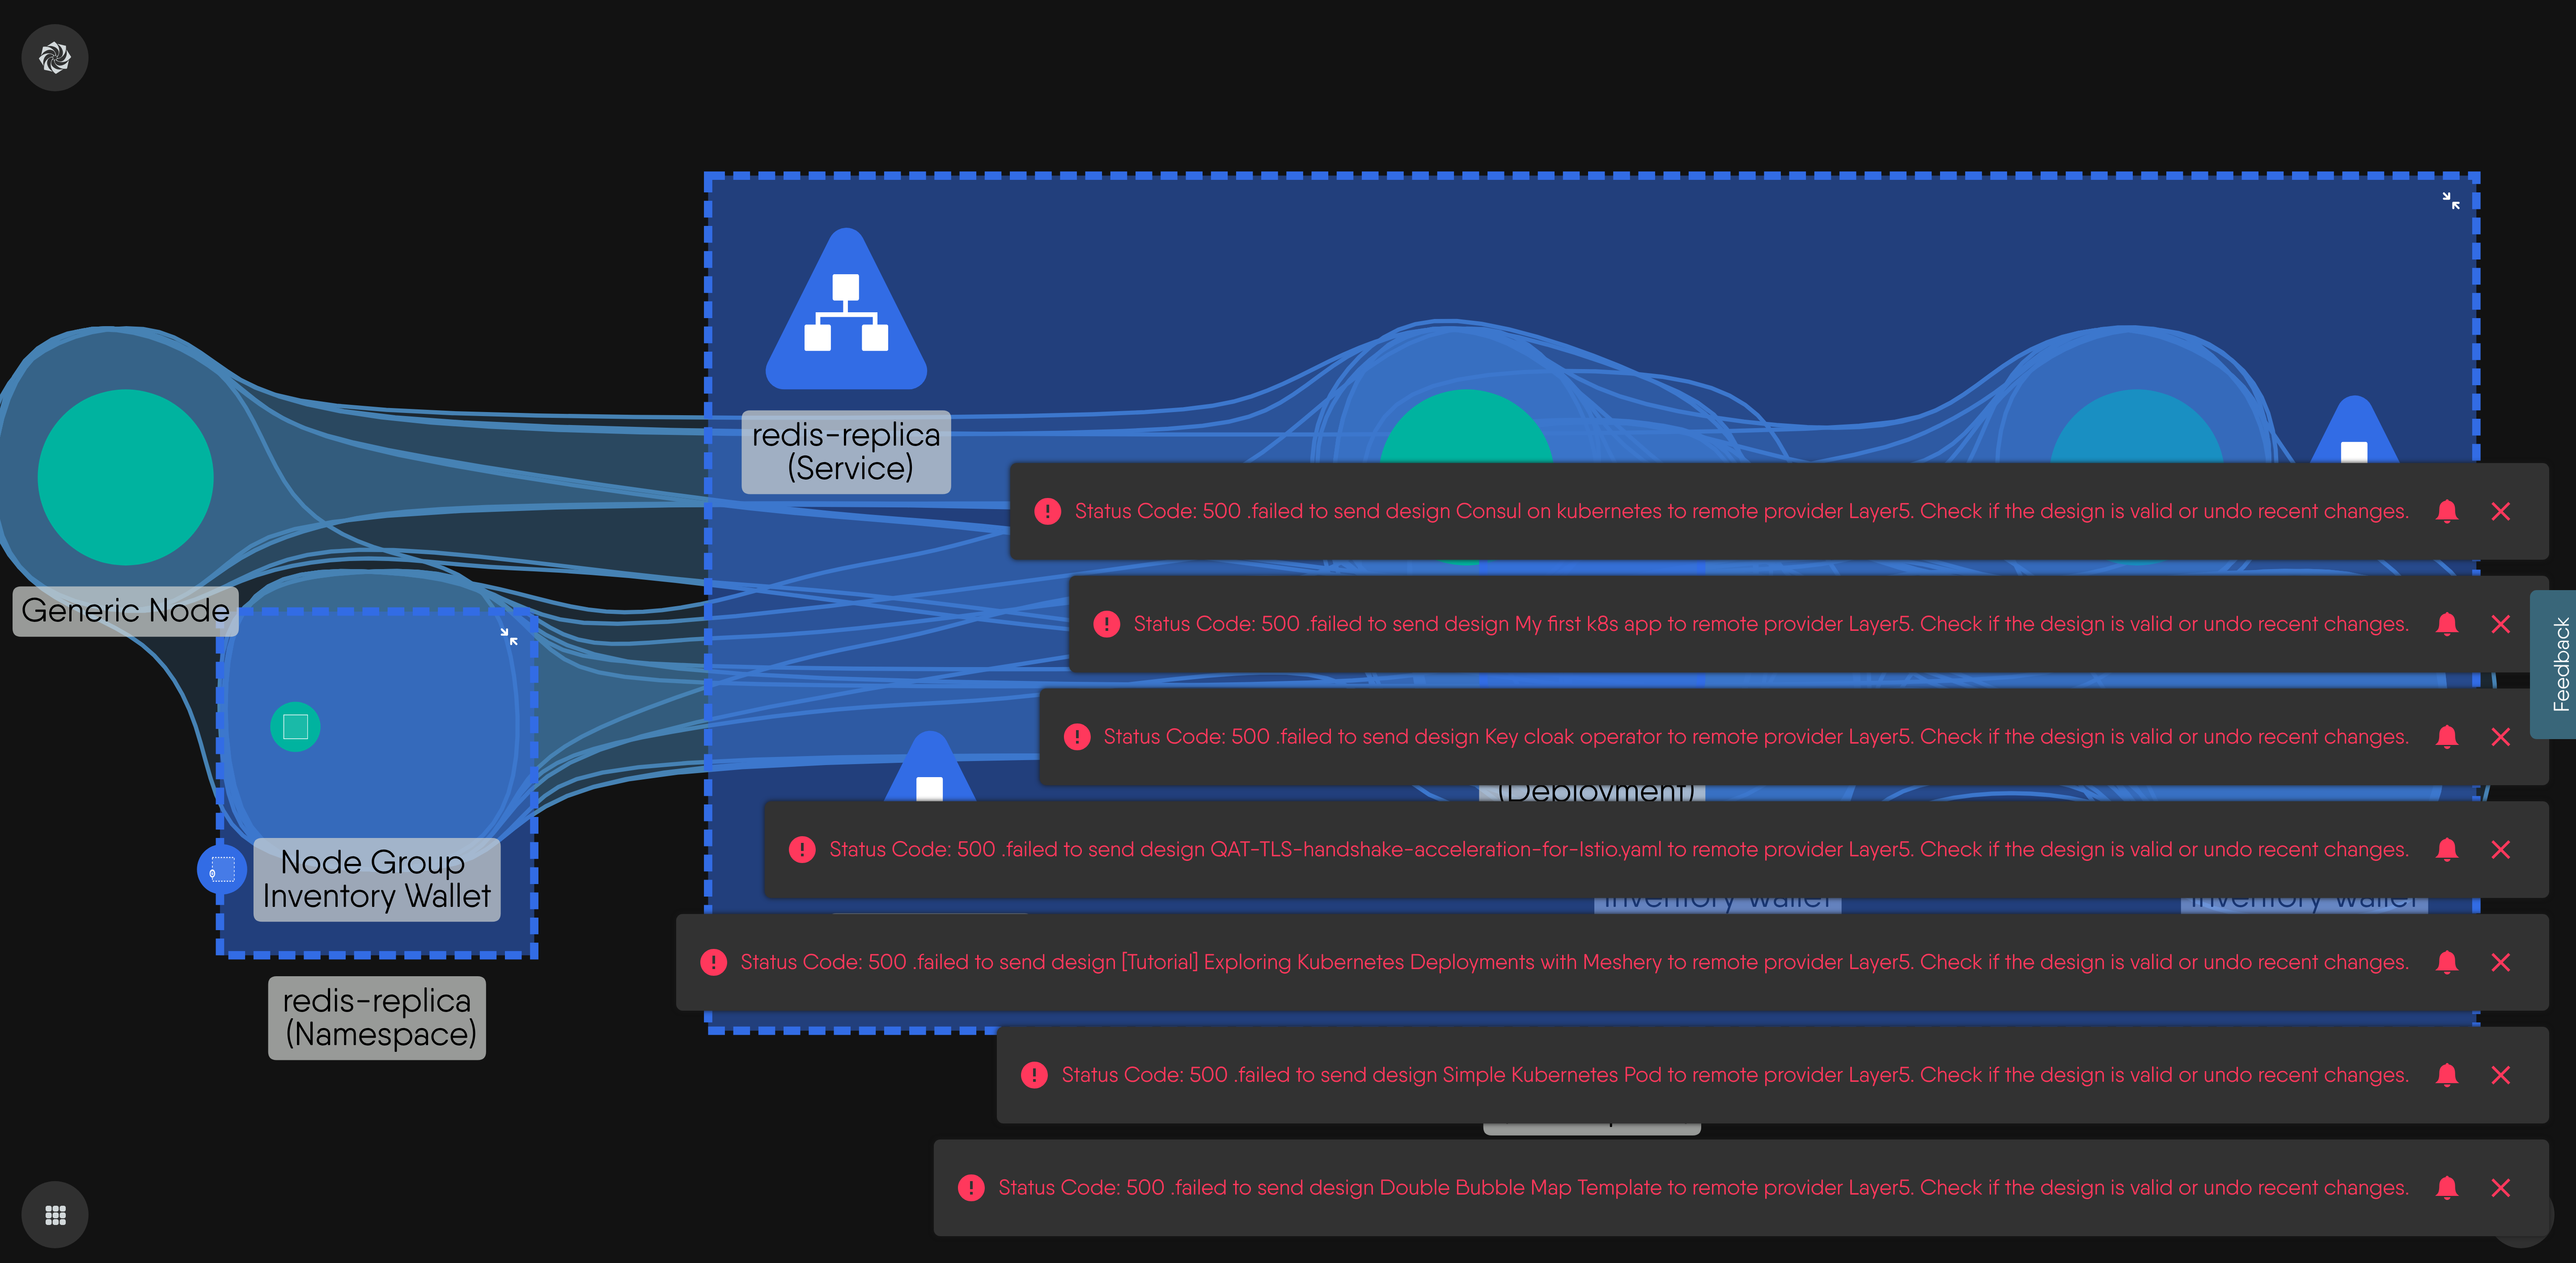 redis-replica
(Service)
Status Code: 500 .failed to send design Consul on kubernetes to remote provider Layer5. Check if the design is valid or undo recent changes.
Generic Node
Status Code: 500 .failed to send design My first k8s app to remote provider Layer5. Check if the design is valid or undo recent changes.
Feedback
Status Code: 500 .failed to send design Key cloak operator to remote provider Layer5. Check if the design is valid or undo recent changes.
(Deployment)
Status Code: 500 .failed to send design QAT-TLS-handshake-acceleration-for-Istio.yaml to remote provider Layer5. Check if the design is valid or undo recent changes.
Node Group
Inventory Wallet
Inventory Wallet
Inventory Wallet
Status Code: 500 .failed to send design [Tutorial] Exploring Kubernetes Deployments with Meshery to remote provider Layer5. Check if the design is valid or undo recent changes.
redis-replica
(Namespace)
Status Code: 500 .failed to send design Simple Kubernetes Pod to remote provider Layer5. Check if the design is valid or undo recent changes.
Status Code: 500 .failed to send design Double Bubble Map Template to remote provider Layer5. Check if the design is valid or undo recent changes.